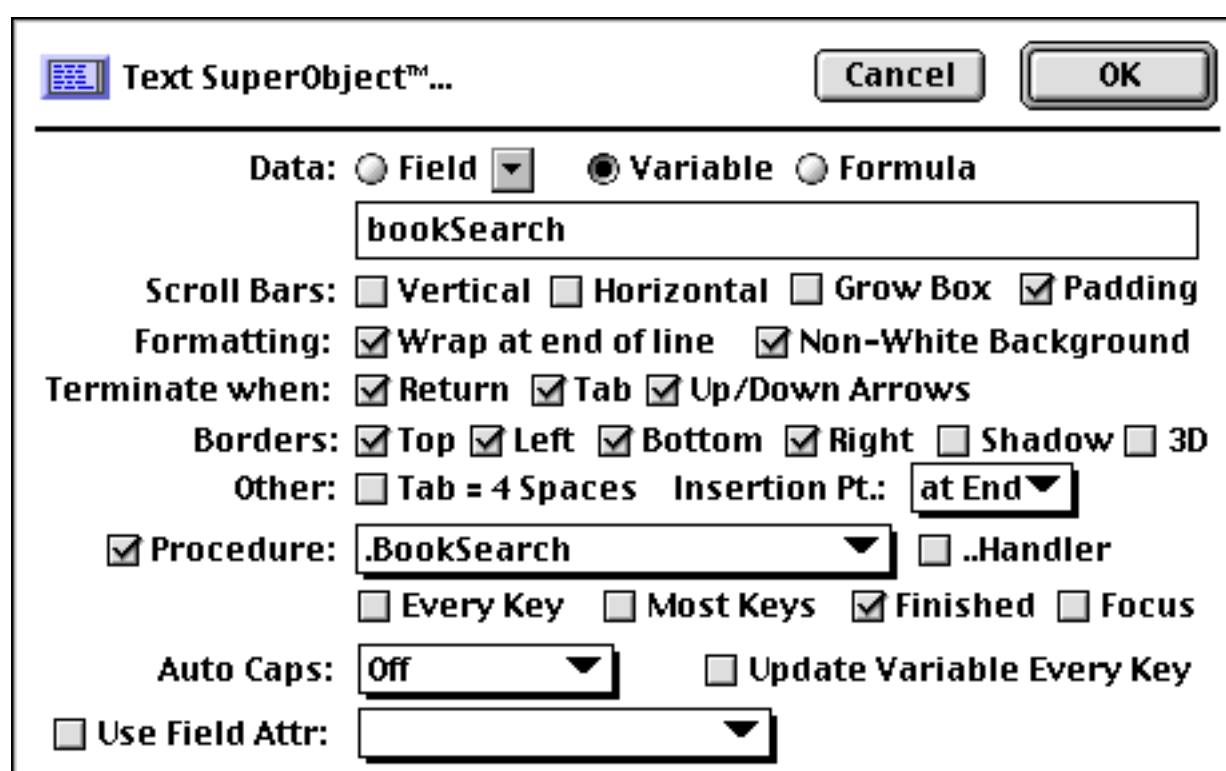 Text SuperObject™... Cancel OK
Data: Field Variable Formula
bookSearch
Scroll Bars: Vertical Horizontal Grow Box Padding
Formatting: Wrap at end of line Non-White Background
Terminate when: Return Tab Up/Down Arrows
Borders: Top Left Bottom Right Shadow 3D
Other: Tab = 4 Spaces Insertion Pt.: at End
Procedure: .BookSearch ..Handler
Every Key Most Keys Finished Focus
Auto Caps: Off Update Variable Every Key
Use Field Attr: